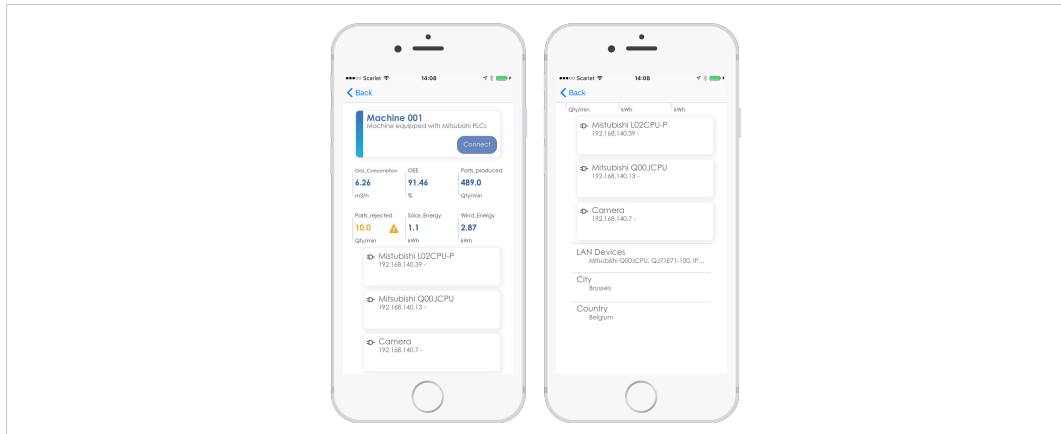 Scarlet
14:08
Back
Machine 001
Machine equipped with Mitsubishi PLCs
Connect
Gaz_Consumption OEE Parts_produced
6.26 91.46 489.0
m3/h % Qty/min
Parts_rejected Solar_Energy Wind_Energy
10.0 1.1 2.87
Qty/min kWh kWh
Mistubishi L02CPU-P
192.168.140.39 -
Mitsubishi Q00JCPU
192.168.140.13 -
Camera
192.168.140.7 -
Scarlet
14:08
Back
Qty/min kWh kWh
Mistubishi L02CPU-P
192.168.140.39 -
Mitsubishi Q00JCPU
192.168.140.13 -
Camera
192.168.140.7 -
LAN Devices
Mitsubishi Q00JCPU, QJ71E71-100, IP...
City
Brussels
Country
Belgium